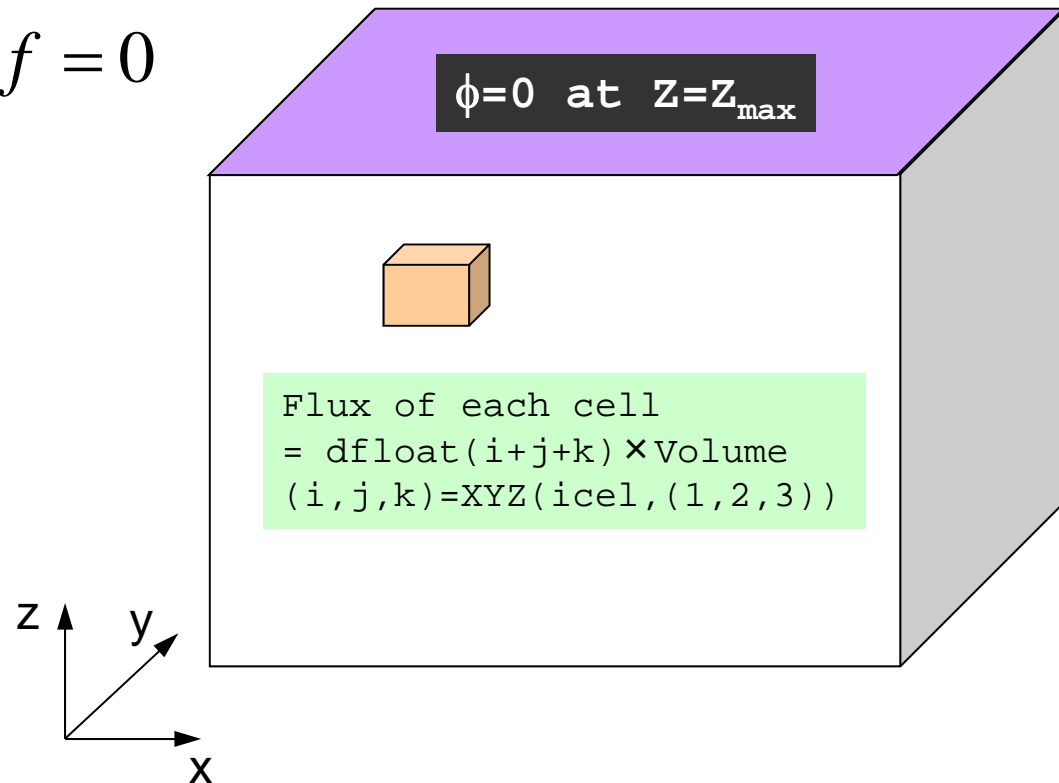 f = 0
ϕ=0 at Z=Zmax
Flux of each cell
= dfloat(i+j+k)×Volume
(i,j,k)=XYZ(icel,(1,2,3))
z
y
x